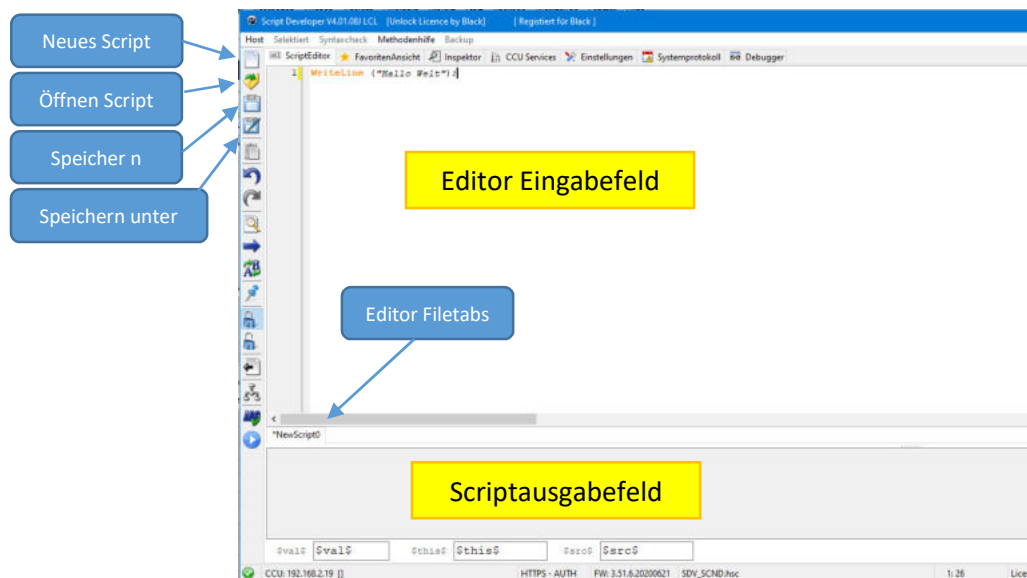 Script Developer V4.01.08J LCL [Unlock Licence by Black] [ Registiert für Black ]
Host Selektiert Syntaxcheck Methodenhilfe Backup
ScriptEditor FavoritenAnsicht Inspektor CCU Services Einstellungen Systemprotokoll Debugger
1 WriteLine ("Hallo Welt");
Neues Script
Öffnen Script
Speicher n
Speichern unter
Editor Eingabefeld
Editor Filetabs
*NewScript0
Scriptausgabefeld
$val$ $val$ $this$ $this$ $src$ $src$
CCU: 192.168.2.19 [] HTTPS - AUTH FW: 3.51.6.20200621 SDV_SCND.hsc 1: 26 Lice